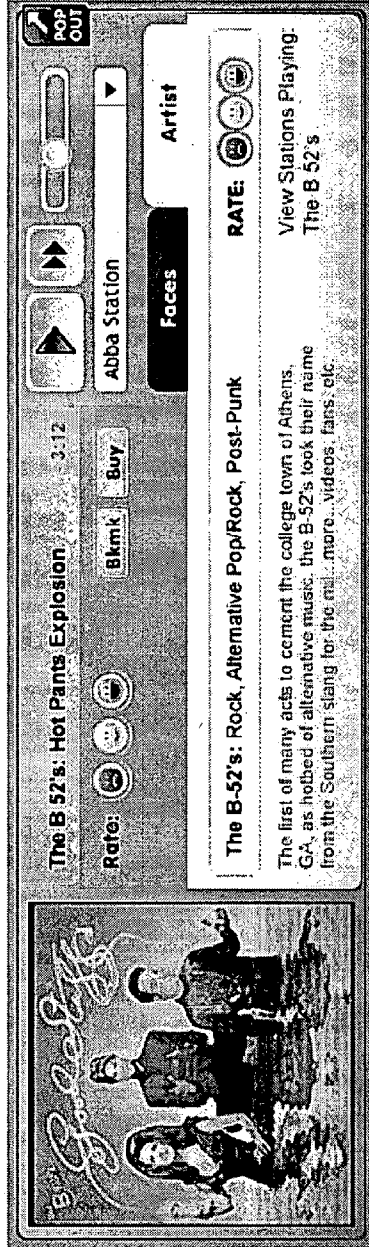 The B 52's: Hot Pants Explosion
- 3:12
POP
OUT
Rate:
Bkmk
Buy
Abba Station
Faces
Artist
The B-52's: Rock, Alternative Pop/Rock, Post-Punk
RATE:
The first of many acts to cement the college town of Athens,
GA, as hotbed of alternative music, the B-52's took their name
from the Southern slang for the mil...more...videos, fans, etc.
View Stations Playing:
The B 52's
Good Stuff